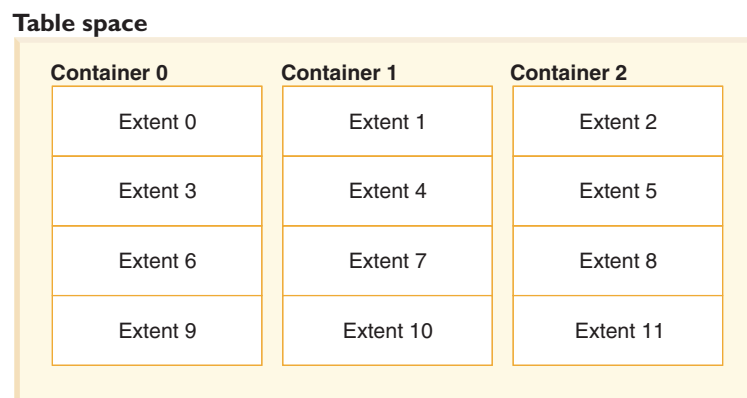 Table space
Container 0 Container 1 Container 2
Extent 0 Extent 1 Extent 2
Extent 3 Extent 4 Extent 5
Extent 6 Extent 7 Extent 8
Extent 9 Extent 10 Extent 11